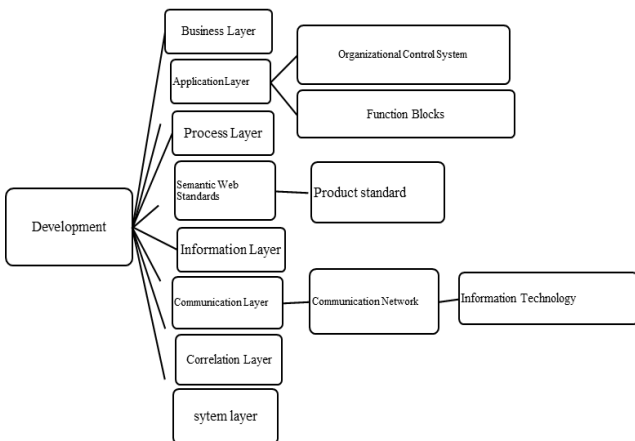 Business Layer
Organizational Control System
ApplicationLayer
Function Blocks
Process Layer
Semantic Web
Standards
Product standard
Development
Information Layer
Communication Layer
Communication Network
Information Technology
Correlation Layer
sytem layer